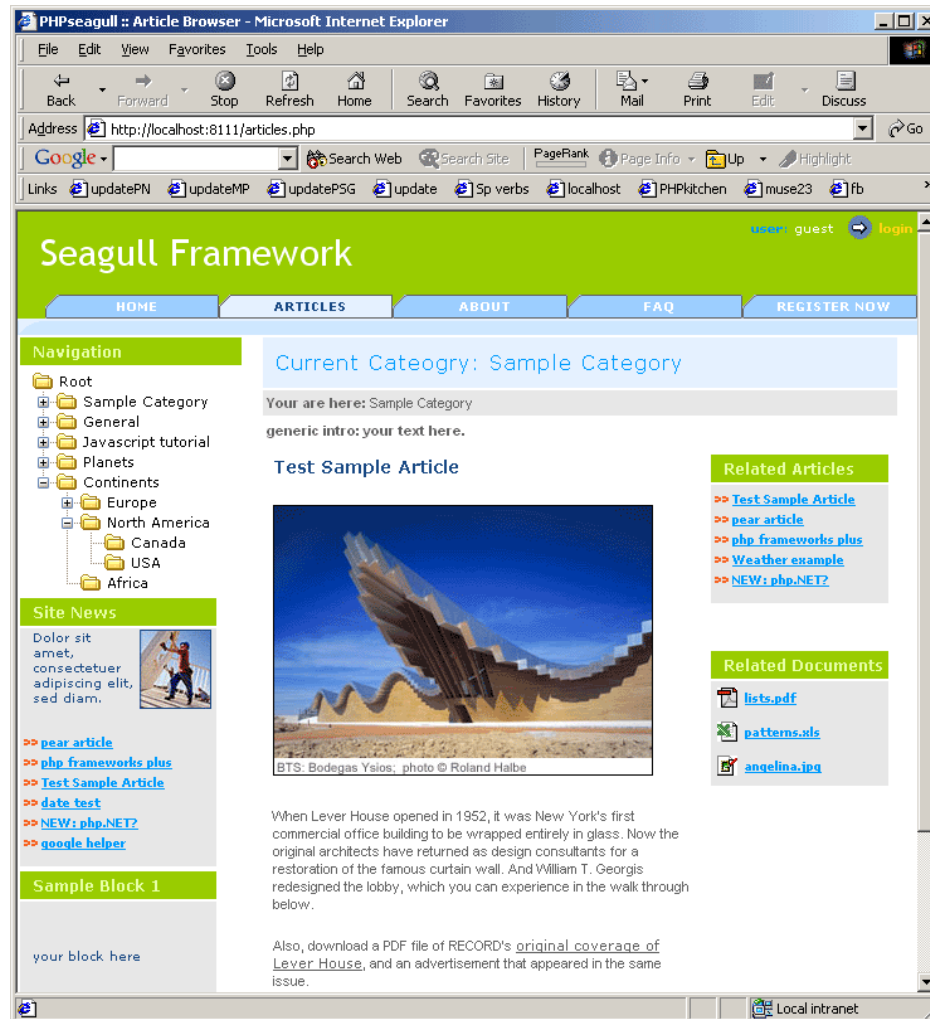 PHPseagull :: Article Browser - Microsoft Internet Explorer
File Edit View Favorites Tools Help
Back Forward Stop Refresh Home Search Favorites History Mail Print Edit Discuss
Address http://localhost:8111/articles.php Go
Google Search Web Search Site PageRank Page Info Up Highlight
Links updatePN updateMP updatePSG update Sp verbs localhost PHPkitchen muse23 fb
user: guest login
Seagull Framework
HOME ARTICLES ABOUT FAQ REGISTER NOW
Navigation
Root
Sample Category
General
Javascript tutorial
Planets
Continents
Europe
North America
Canada
USA
Africa
Site News
Dolor sit
amet,
consectetuer
adipiscing elit,
sed diam.
>> pear article
>> php frameworks plus
>> Test Sample Article
>> date test
>> NEW: php.NET?
>> google helper
Sample Block 1
your block here
Current Cateogry: Sample Category
Your are here: Sample Category
generic intro: your text here.
Test Sample Article
BTS: Bodegas Ysios; photo © Roland Halbe
When Lever House opened in 1952, it was New York's first
commercial office building to be wrapped entirely in glass. Now the
original architects have returned as design consultants for a
restoration of the famous curtain wall. And William T. Georgis
redesigned the lobby, which you can experience in the walk through
below.
Also, download a PDF file of RECORD's original coverage of
Lever House, and an advertisement that appeared in the same
issue.
Related Articles
>> Test Sample Article
>> pear article
>> php frameworks plus
>> Weather example
>> NEW: php.NET?
Related Documents
lists.pdf
patterns.xls
angelina.jpg
Local intranet